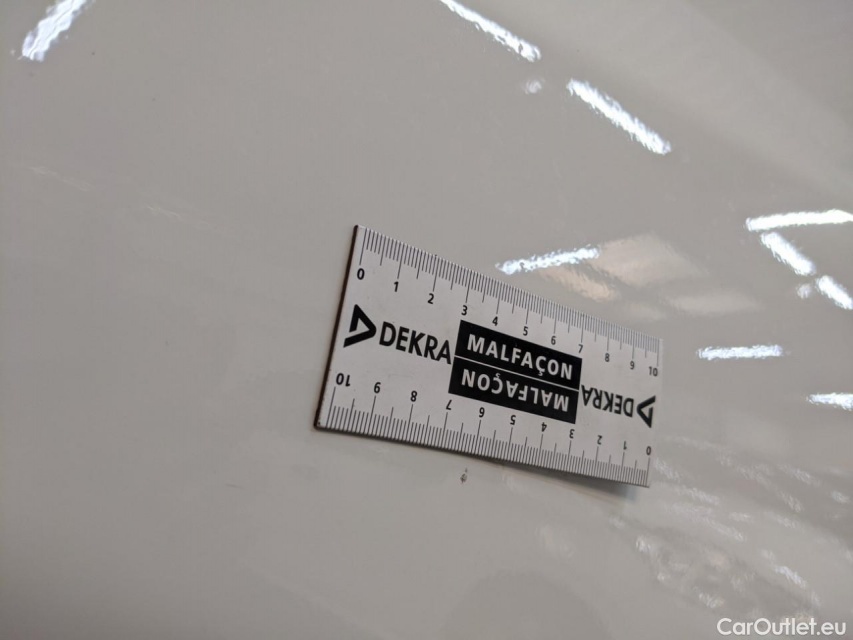 0 1 2 3 4 5 6 7 8 9 10
DEKRA MALFAÇON
MALFAÇON DEKRA
10 9 8 7 6 5 4 3 2 1 0
CarOutlet.eu